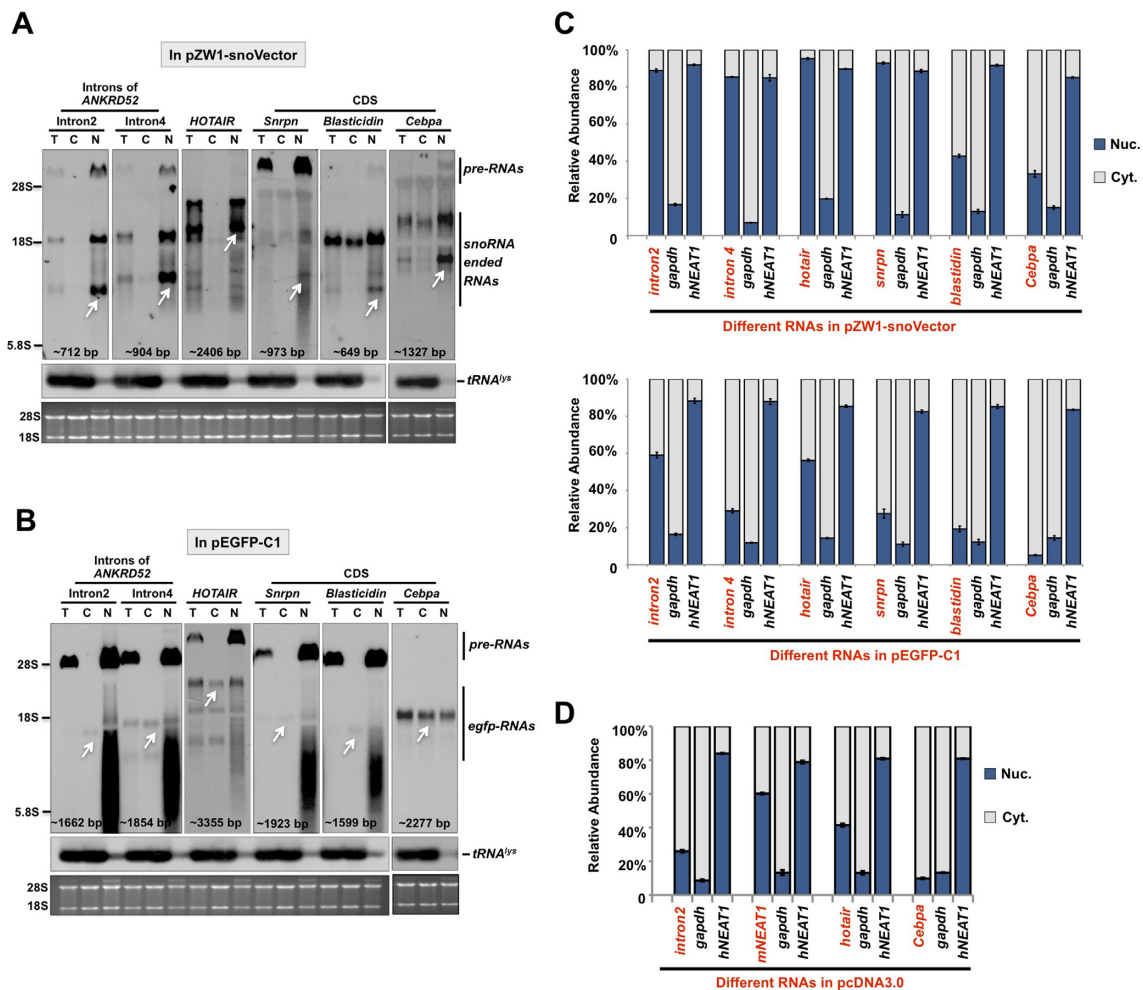 A
In pZW1-snoVector
Introns of
ANKRD52
CDS
Intron2 Intron4 HOTAIR Snrpn Blasticidin Cebpa
T C N T C N T C N T C N T C N T C N
pre-RNAs
28S
18S
snoRNA
ended
RNAs
5.8S
~712 bp ~904 bp ~2406 bp ~973 bp ~649 bp ~1327 bp
tRNAlys
28S
18S
B
In pEGFP-C1
Introns of
ANKRD52
CDS
Intron2 Intron4 HOTAIR Snrpn Blasticidin Cebpa
T C N T C N T C N T C N T C N T C N
pre-RNAs
28S
18S
egfp-RNAs
5.8S
~1662 bp ~1854 bp ~3355 bp ~1923 bp ~1599 bp ~2277 bp
tRNAlys
28S
18S
C
Relative Abundance
100%
80%
60%
40%
20%
0
Nuc.
Cyt.
intron2 gapdh hNEAT1 intron 4 gapdh hNEAT1 hotair gapdh hNEAT1 snrpn gapdh hNEAT1 blastidin gapdh hNEAT1 Cebpa gapdh hNEAT1
Different RNAs in pZW1-snoVector
Relative Abundance
100%
80%
60%
40%
20%
0
intron2 gapdh hNEAT1 intron 4 gapdh hNEAT1 hotair gapdh hNEAT1 snrpn gapdh hNEAT1 blastidin gapdh hNEAT1 Cebpa gapdh hNEAT1
Different RNAs in pEGFP-C1
D
Relative Abundance
100%
80%
60%
40%
20%
0
Nuc.
Cyt.
intron2 gapdh hNEAT1 mNEAT1 gapdh hNEAT1 hotair gapdh hNEAT1 Cebpa gapdh hNEAT1
Different RNAs in pcDNA3.0